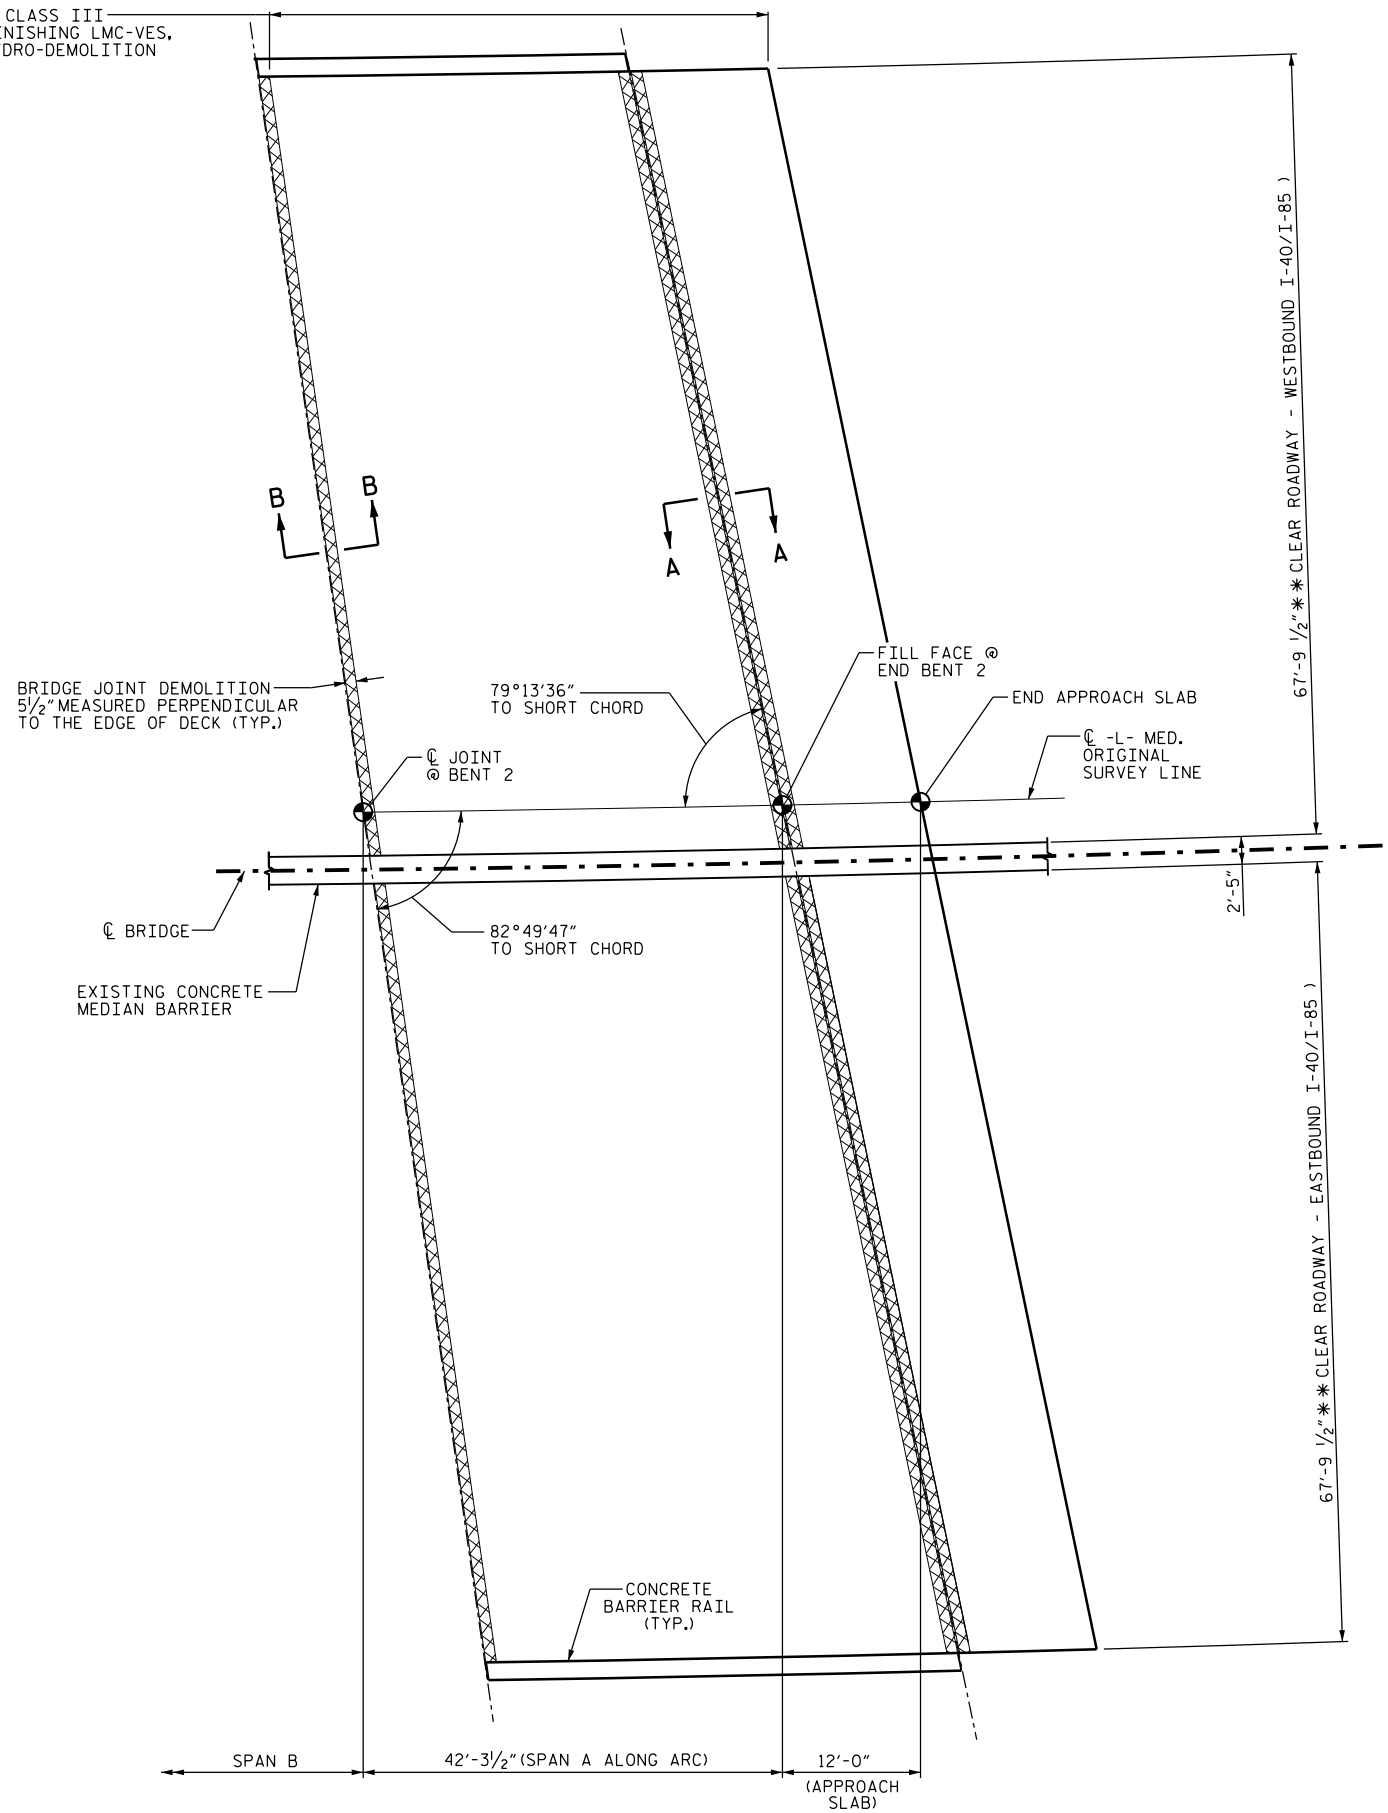 CLASS III
NISHING LMC-VES,
DRO-DEMOLITION
67'-9 1/2" ** CLEAR ROADWAY - WESTBOUND I-40/I-85 )
B
B
A
A
FILL FACE @
END BENT 2
BRIDGE JOINT DEMOLITION
5 1/2" MEASURED PERPENDICULAR
TO THE EDGE OF DECK (TYP.)
79°13'36"
TO SHORT CHORD
END APPROACH SLAB
℄ -L- MED.
ORIGINAL
SURVEY LINE
℄ JOINT
@ BENT 2
2'-5"
℄ BRIDGE
82°49'47"
TO SHORT CHORD
EXISTING CONCRETE
MEDIAN BARRIER
67'-9 1/2" ** CLEAR ROADWAY - EASTBOUND I-40/I-85 )
CONCRETE
BARRIER RAIL
(TYP.)
SPAN B
42'-3 1/2" (SPAN A ALONG ARC)
12'-0"
(APPROACH
SLAB)